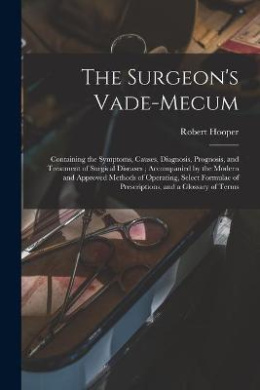 The Surgeon's
Vade-Mecum
Robert Hooper
Containing the Symptoms, Causes, Diagnosis, Prognosis, and
Treatment of Surgical Diseases ; Accompanied by the Modern
and Approved Methods of Operating, Select Formulae of
Prescriptions, and a Glossary of Terms